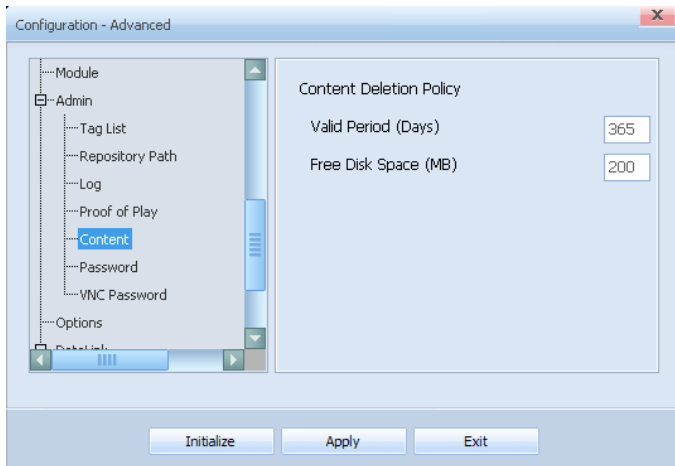 Configuration - Advanced
x
Module
Admin
Tag List
Repository Path
Log
Proof of Play
Content
Password
VNC Password
Options
Content Deletion Policy
Valid Period (Days)
365
Free Disk Space (MB)
200
Initialize
Apply
Exit